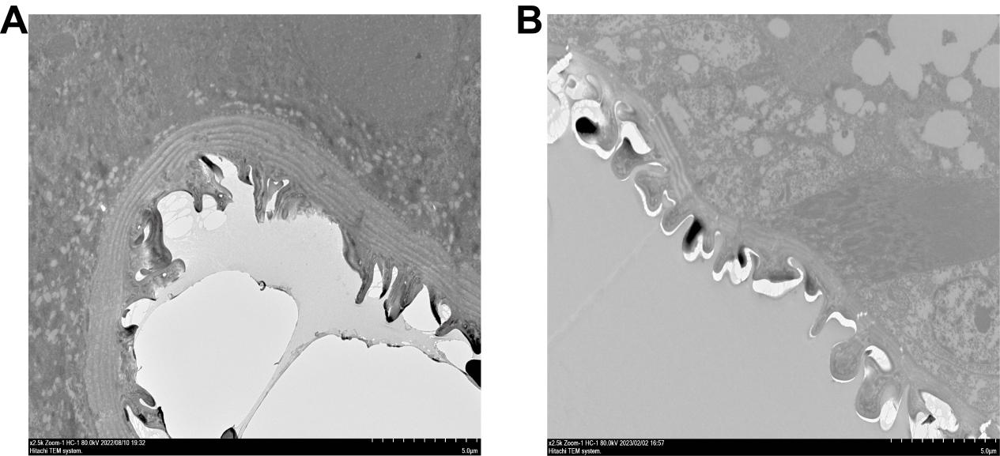 A
B
x2.5k Zoom-1 HC-1 80.0kV 2022/08/10 19:32
Hitachi TEM system.
5.0µm
x2.5k Zoom-1 HC-1 80.0kV 2023/02/02 16:57
Hitachi TEM system.
5.0µm